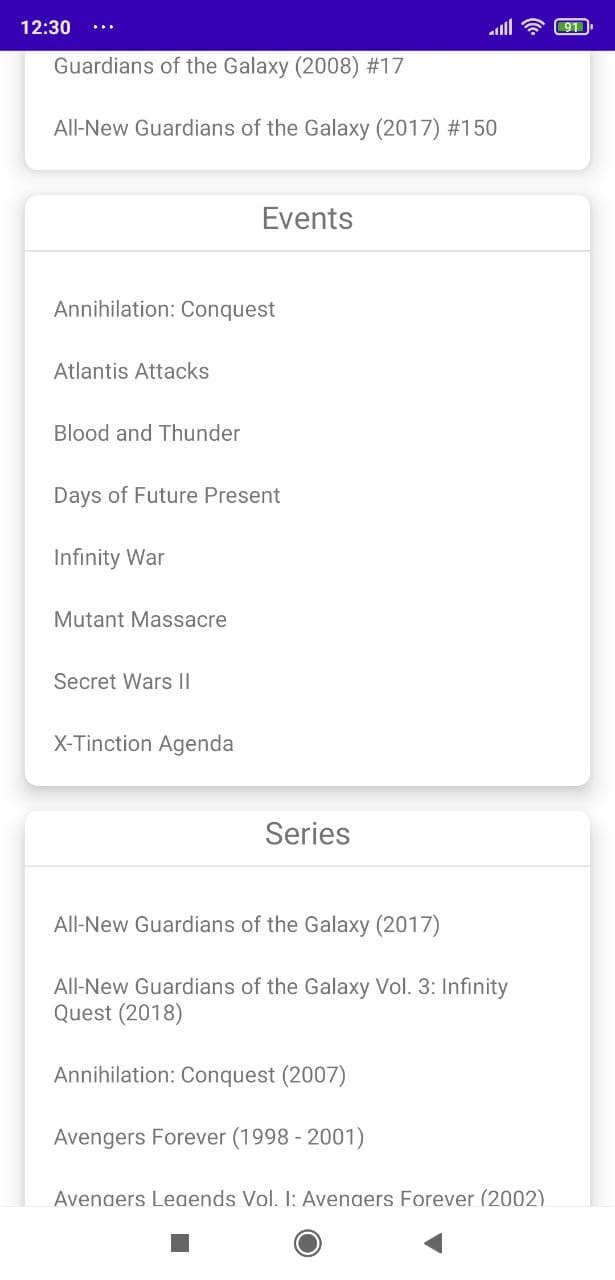 12:30 ...
91
Guardians of the Galaxy (2008) #17
All-New Guardians of the Galaxy (2017) #150
Events
Annihilation: Conquest
Atlantis Attacks
Blood and Thunder
Days of Future Present
Infinity War
Mutant Massacre
Secret Wars II
X-Tinction Agenda
Series
All-New Guardians of the Galaxy (2017)
All-New Guardians of the Galaxy Vol. 3: Infinity
Quest (2018)
Annihilation: Conquest (2007)
Avengers Forever (1998 - 2001)
Avengers Legends Vol. I: Avengers Forever (2002)